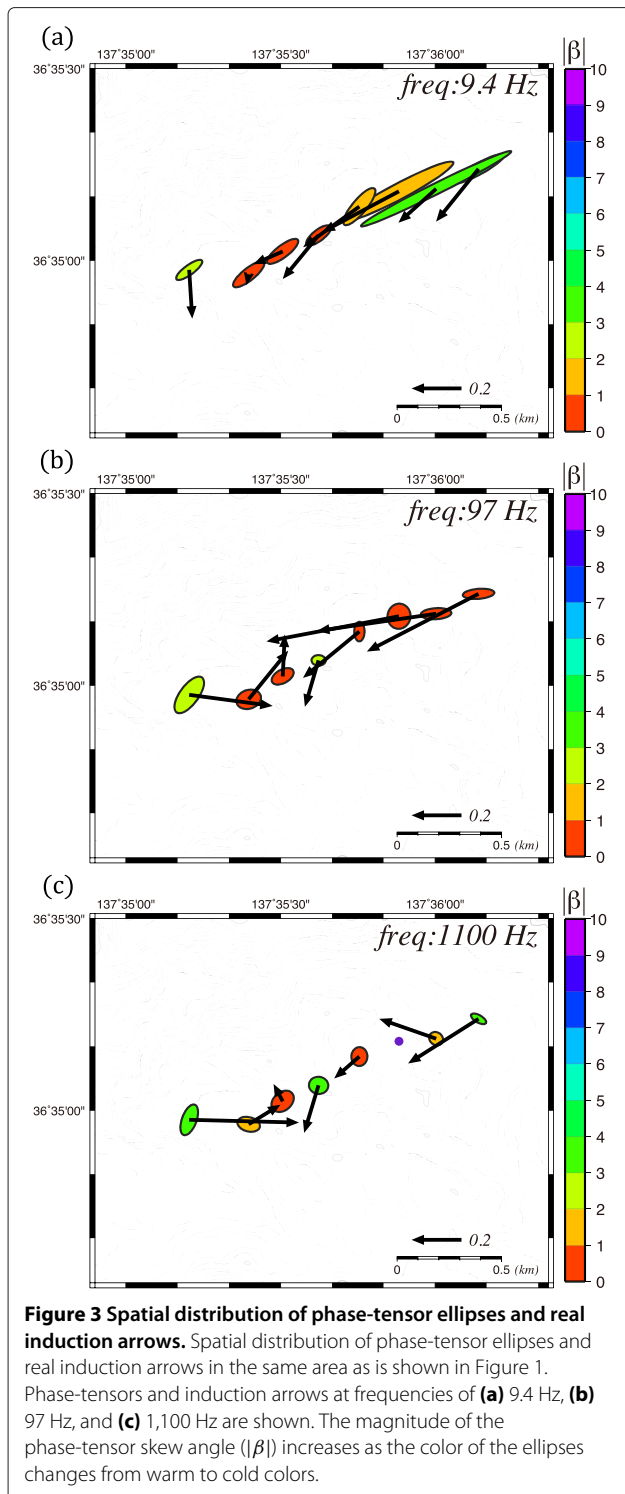 (a)
137°35'00" 137°35'30" 137°36'00"
|β|
36°35'30"
freq:9.4 Hz
10
9
8
7
6
5
4
3
2
1
0
36°35'00"
0.2
0 0.5 (km)
(b)
137°35'00" 137°35'30" 137°36'00"
|β|
36°35'30"
freq:97 Hz
10
9
8
7
6
5
4
3
2
1
0
36°35'00"
0.2
0 0.5 (km)
(c)
137°35'00" 137°35'30" 137°36'00"
|β|
36°35'30"
freq:1100 Hz
10
9
8
7
6
5
4
3
2
1
0
36°35'00"
0.2
0 0.5 (km)
Figure 3 Spatial distribution of phase-tensor ellipses and real
induction arrows. Spatial distribution of phase-tensor ellipses and
real induction arrows in the same area as is shown in Figure 1.
Phase-tensors and induction arrows at frequencies of (a) 9.4 Hz, (b)
97 Hz, and (c) 1,100 Hz are shown. The magnitude of the
phase-tensor skew angle (|β|) increases as the color of the ellipses
changes from warm to cold colors.